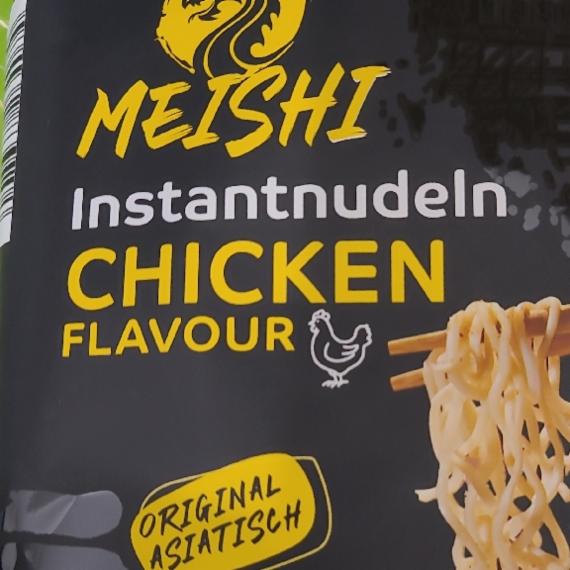 MEISHI
Instantnudeln
CHICKEN
FLAVOUR
ORIGINAL
ASIATISCH